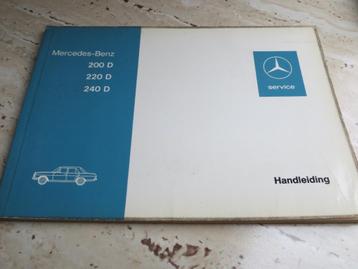 Mercedes-Benz
200 D
220 D
240 D
service
Handleiding